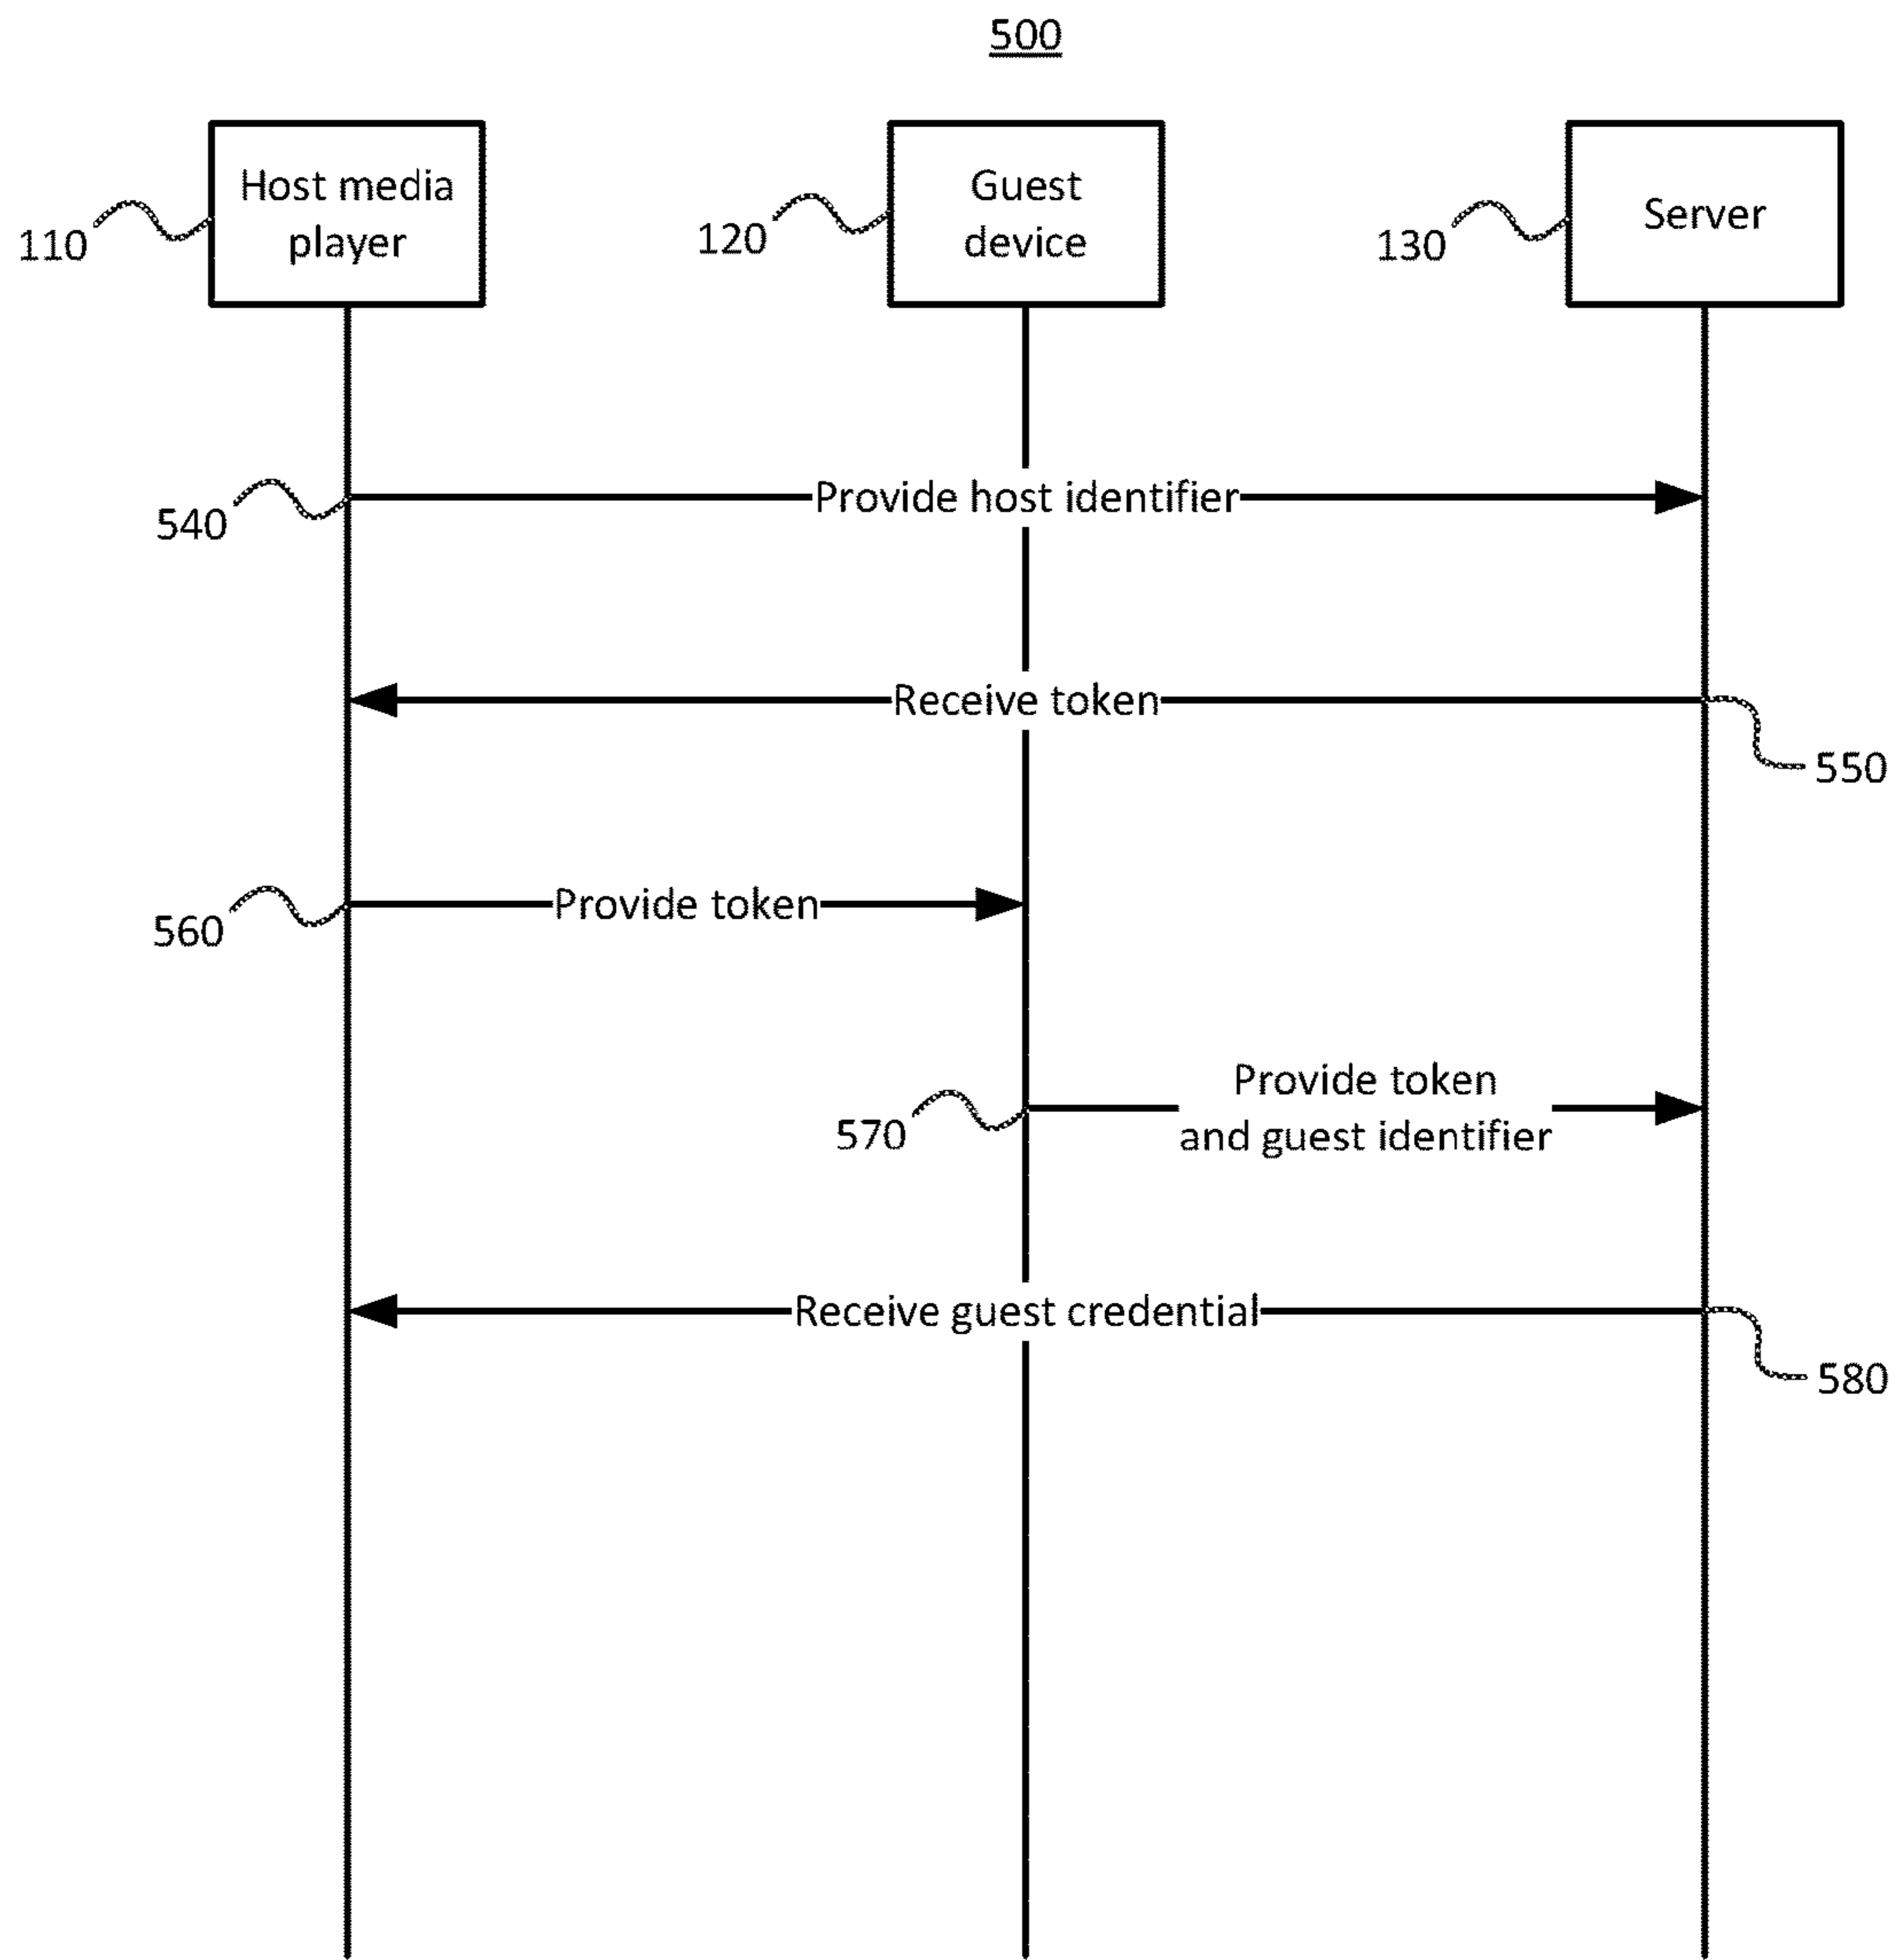 500
Host media
player
110
Guest
device
120
Server
130
Provide host identifier
540
Receive token
550
Provide token
560
Provide token
and guest identifier
570
Receive guest credential
580